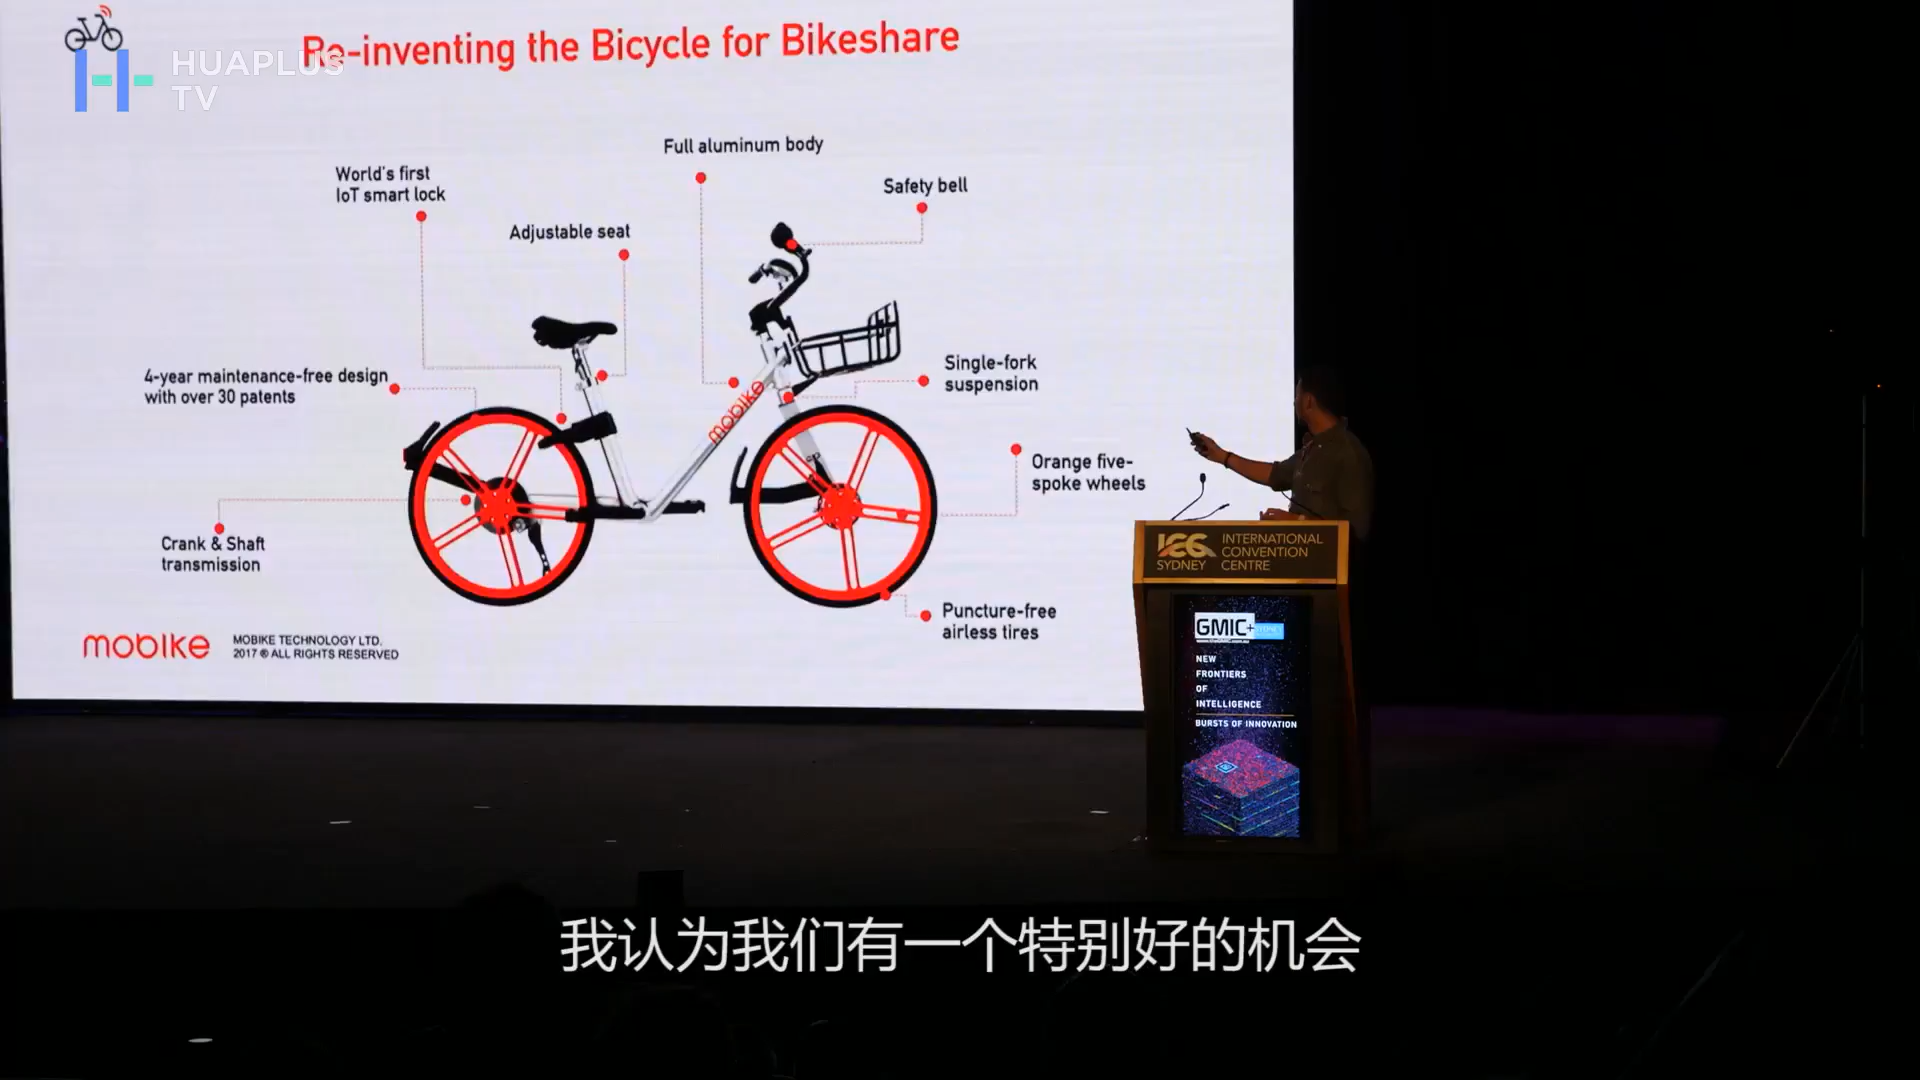 Re-inventing the Bicycle for Bikeshare
HUAPLUS
TV
Full aluminum body
World's first
IoT smart lock
Safety bell
Adjustable seat
4-year maintenance-free design
with over 30 patents
Single-fork
suspension
mobike
Orange five-
spoke wheels
Crank & Shaft
transmission
Puncture-free
airless tires
mobike
MOBIKE TECHNOLOGY LTD.
2017 ® ALL RIGHTS RESERVED
ICC
SYDNEY
INTERNATIONAL
CONVENTION
CENTRE
GMIC+
NEW
FRONTIERS
OF
INTELLIGENCE
BURSTS OF INNOVATION
我认为我们有一个特别好的机会